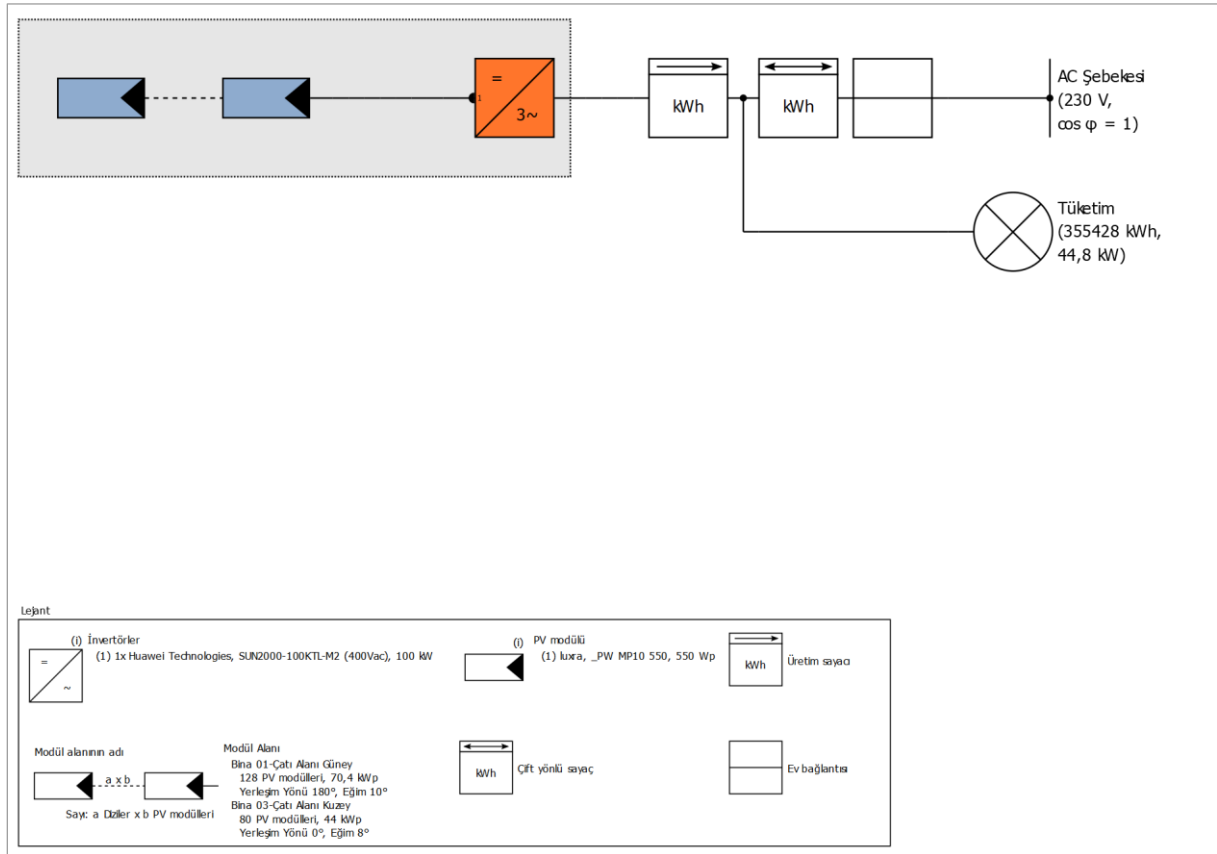 =
3~
1
kWh
kWh
AC Şebekesi
(230 V,
cos φ = 1)
Tüketim
(355428 kWh,
44,8 kW)
Lejant
=
~
(i) İnvertörler
(1) 1x Huawei Technologies, SUN2000-100KTL-M2 (400Vac), 100 kW
(i) PV modülü
(1) luxra, _PW MP10 550, 550 Wp
kWh
Üretim sayacı
Modül alanının adı
a x b
Sayı: a Diziler x b PV modülleri
Modül Alanı
Bina 01-Çatı Alanı Güney
128 PV modülleri, 70,4 kWp
Yerleşim Yönü 180°, Eğim 10°
Bina 03-Çatı Alanı Kuzey
80 PV modülleri, 44 kWp
Yerleşim Yönü 0°, Eğim 8°
kWh
Çift yönlü sayaç
Ev bağlantısı